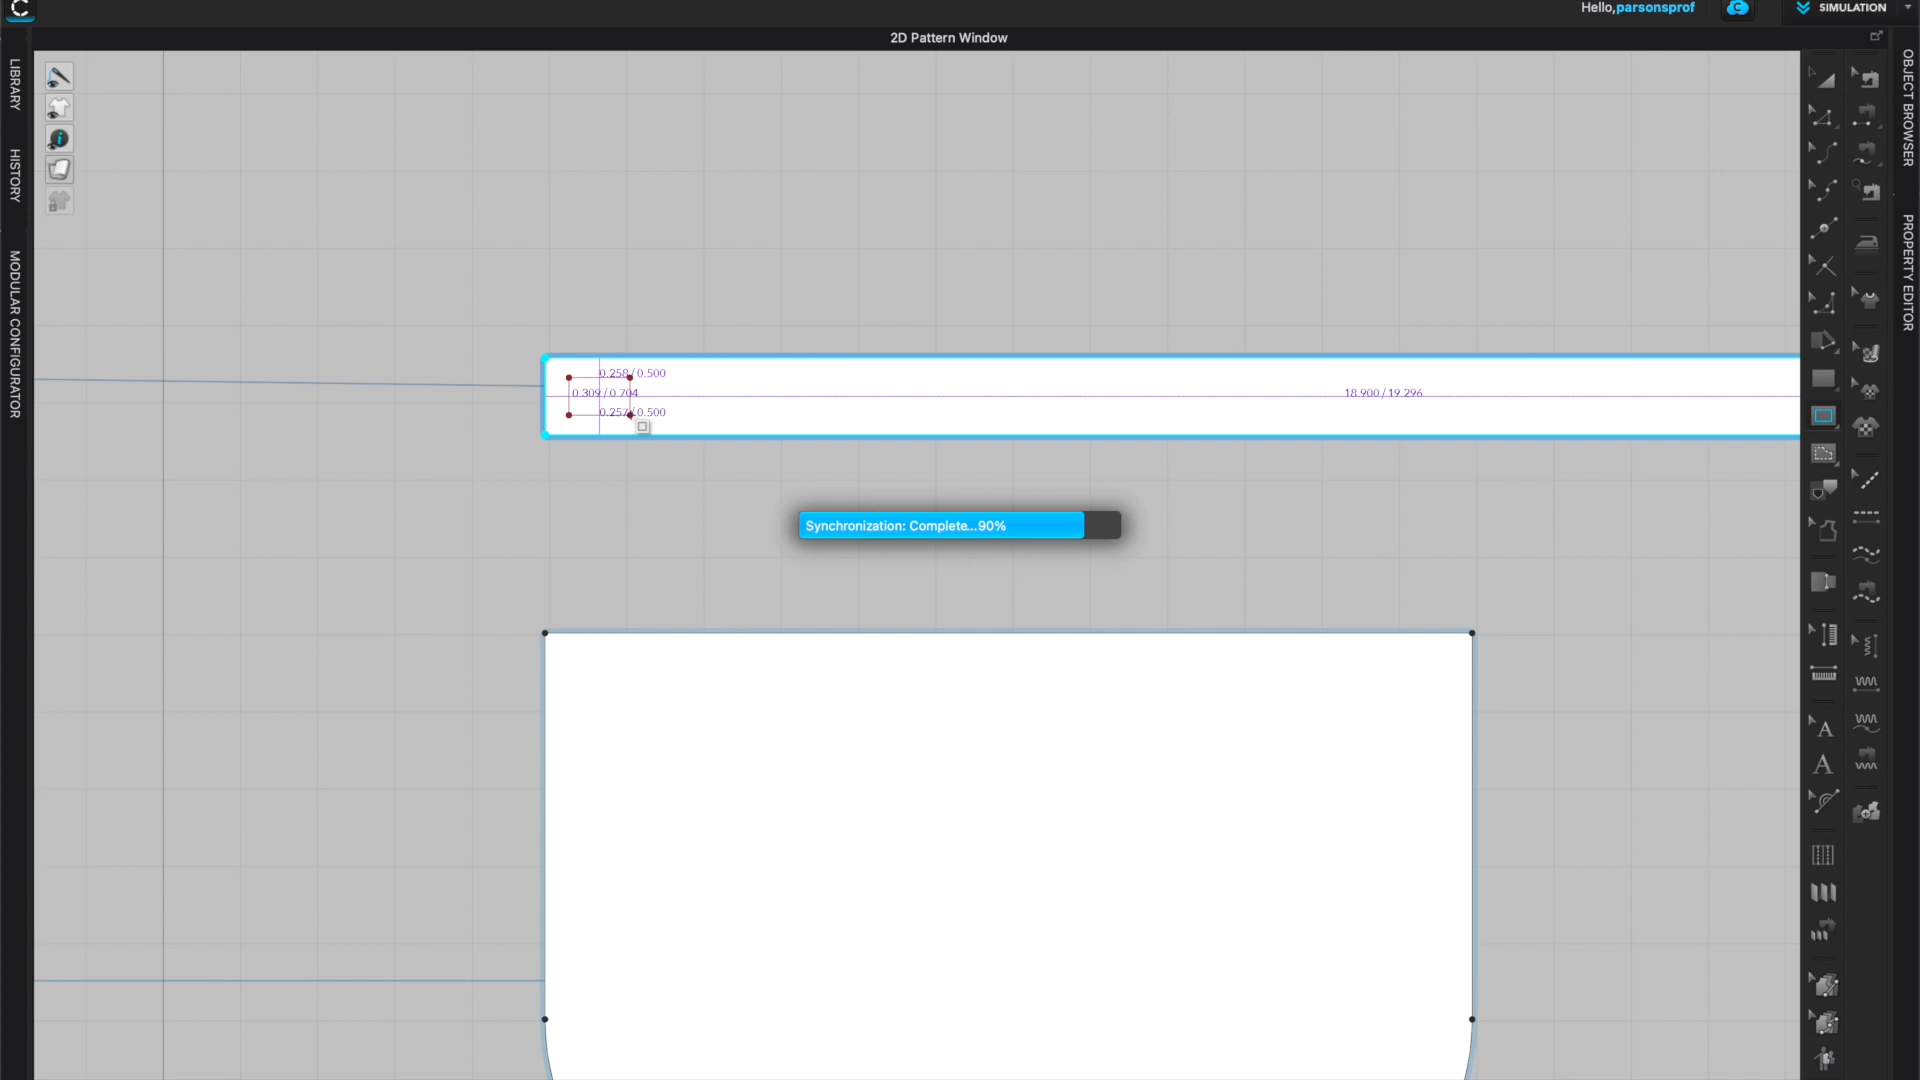 Hello,parsonsprof
SIMULATION
2D Pattern Window
LIBRARY
HISTORY
MODULAR CONFIGURATOR
OBJECT BROWSER
PROPERTY EDITOR
0.258 / 0.500
0.309 / 0.704
18.900 / 19.296
0.257 / 0.500
Synchronization: Complete...90%